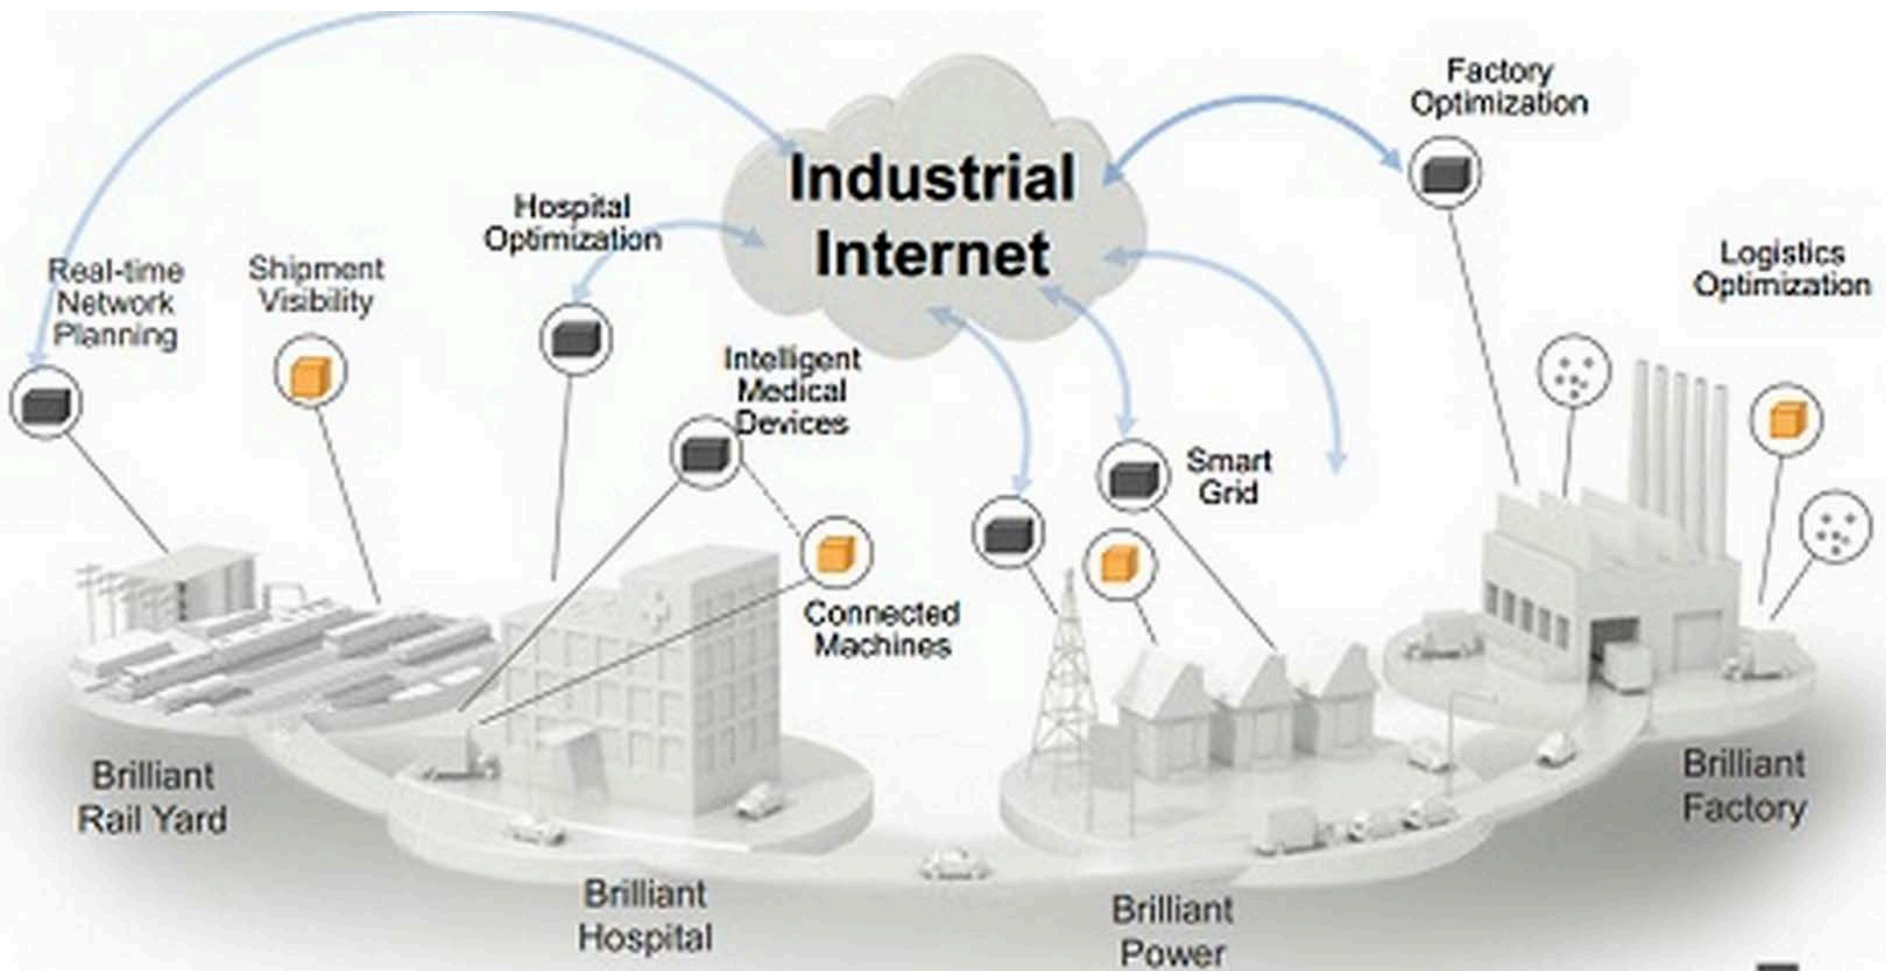 Industrial
Internet
Factory
Optimization
Logistics
Optimization
Hospital
Optimization
Real-time
Network
Planning
Shipment
Visibility
Intelligent
Medical
Devices
Smart
Grid
Connected
Machines
Brilliant
Rail Yard
Brilliant
Hospital
Brilliant
Power
Brilliant
Factory